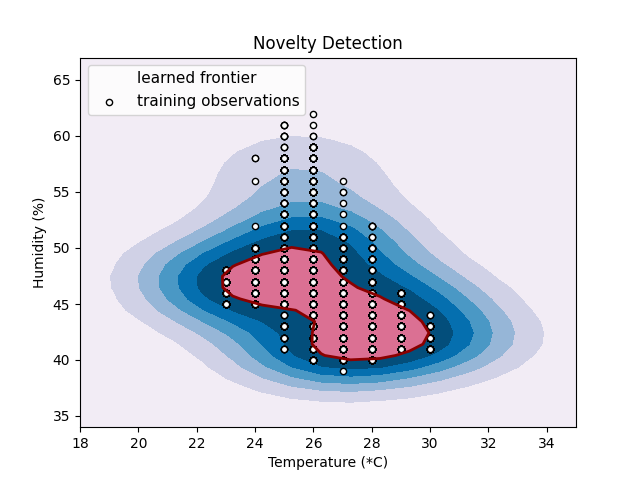 Novelty Detection
learned frontier
training observations
65
60
55
50
45
40
35
Humidity (%)
18 20 22 24 26 28 30 32 34
Temperature (*C)